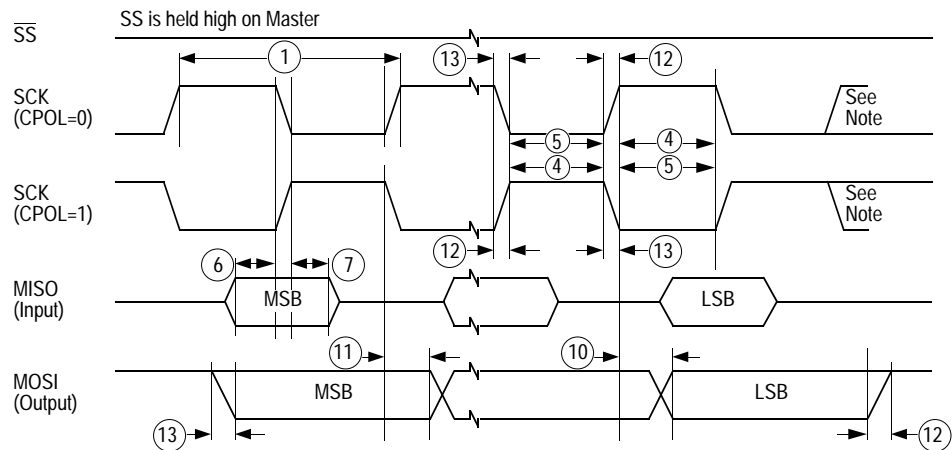 SS is held high on Master
SS
1
13
12
SCK
(CPOL=0)
See
Note
5
4
4
5
SCK
(CPOL=1)
See
Note
12
13
6
7
MISO
(Input)
MSB
LSB
11
10
MOSI
(Output)
MSB
LSB
13
12